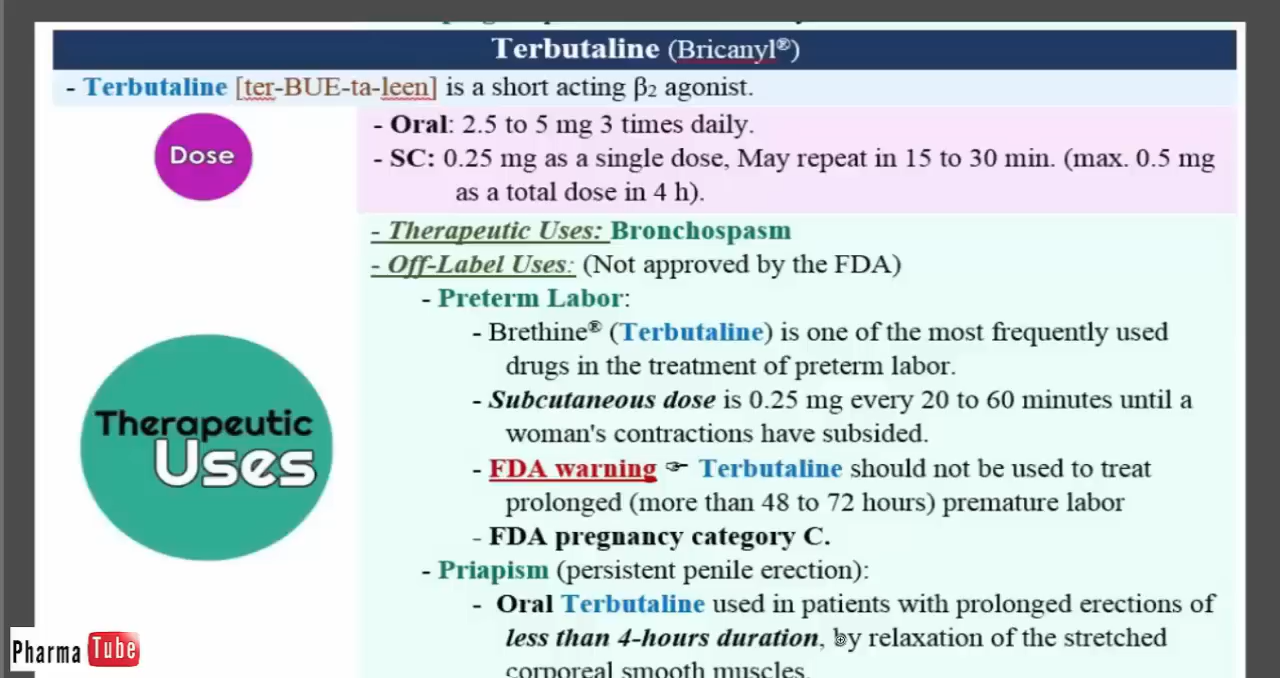 Terbutaline (Bricanyl®)
- Terbutaline [ter-BUE-ta-leen] is a short acting β2 agonist.
Dose
- Oral: 2.5 to 5 mg 3 times daily.
- SC: 0.25 mg as a single dose, May repeat in 15 to 30 min. (max. 0.5 mg
as a total dose in 4 h).
- Therapeutic Uses: Bronchospasm
- Off-Label Uses: (Not approved by the FDA)
- Preterm Labor:
- Brethine® (Terbutaline) is one of the most frequently used
drugs in the treatment of preterm labor.
- Subcutaneous dose is 0.25 mg every 20 to 60 minutes until a
woman's contractions have subsided.
- FDA warning ☞ Terbutaline should not be used to treat
prolonged (more than 48 to 72 hours) premature labor
- FDA pregnancy category C.
- Priapism (persistent penile erection):
- Oral Terbutaline used in patients with prolonged erections of
less than 4-hours duration, by relaxation of the stretched
corporeal smooth muscles.
Therapeutic
Uses
Pharma Tube